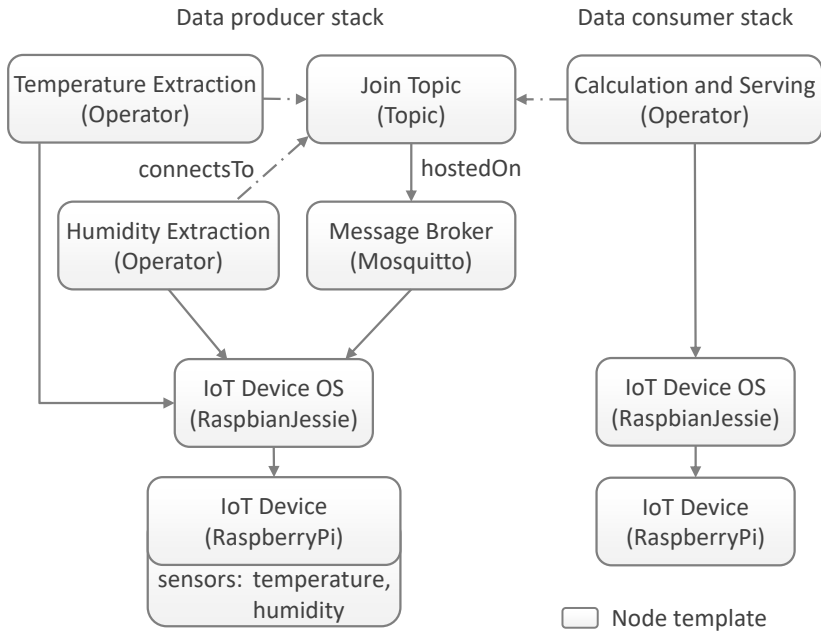 Data producer stack
Data consumer stack
Temperature Extraction
(Operator)
Join Topic
(Topic)
Calculation and Serving
(Operator)
connectsTo
hostedOn
Humidity Extraction
(Operator)
Message Broker
(Mosquitto)
IoT Device OS
(RaspbianJessie)
IoT Device OS
(RaspbianJessie)
IoT Device
(RaspberryPi)
sensors: temperature,
humidity
IoT Device
(RaspberryPi)
Node template